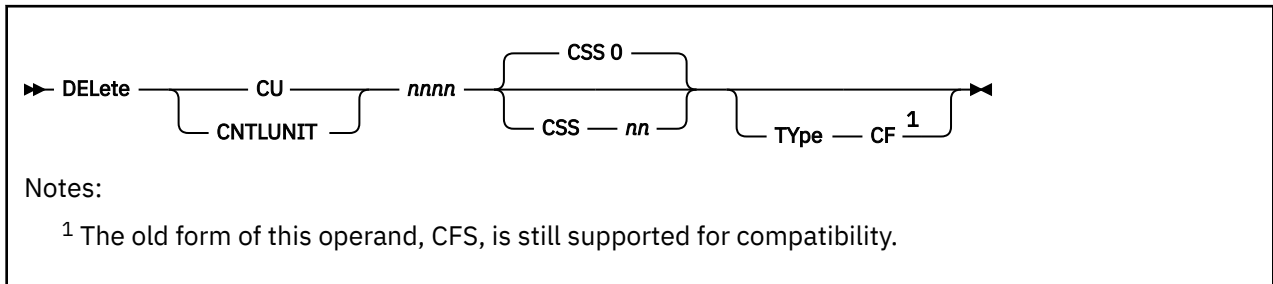 CSS 0
DELete CU nnnn
CNTLUNIT CSS nn TYpe CF 1
Notes:
1 The old form of this operand, CFS, is still supported for compatibility.